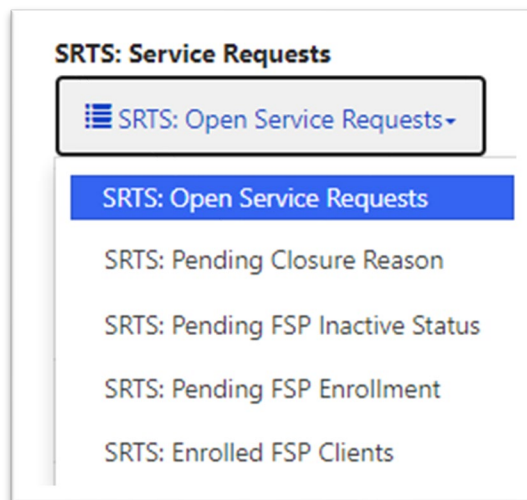 SRTS: Service Requests
SRTS: Open Service Requests
SRTS: Open Service Requests
SRTS: Pending Closure Reason
SRTS: Pending FSP Inactive Status
SRTS: Pending FSP Enrollment
SRTS: Enrolled FSP Clients